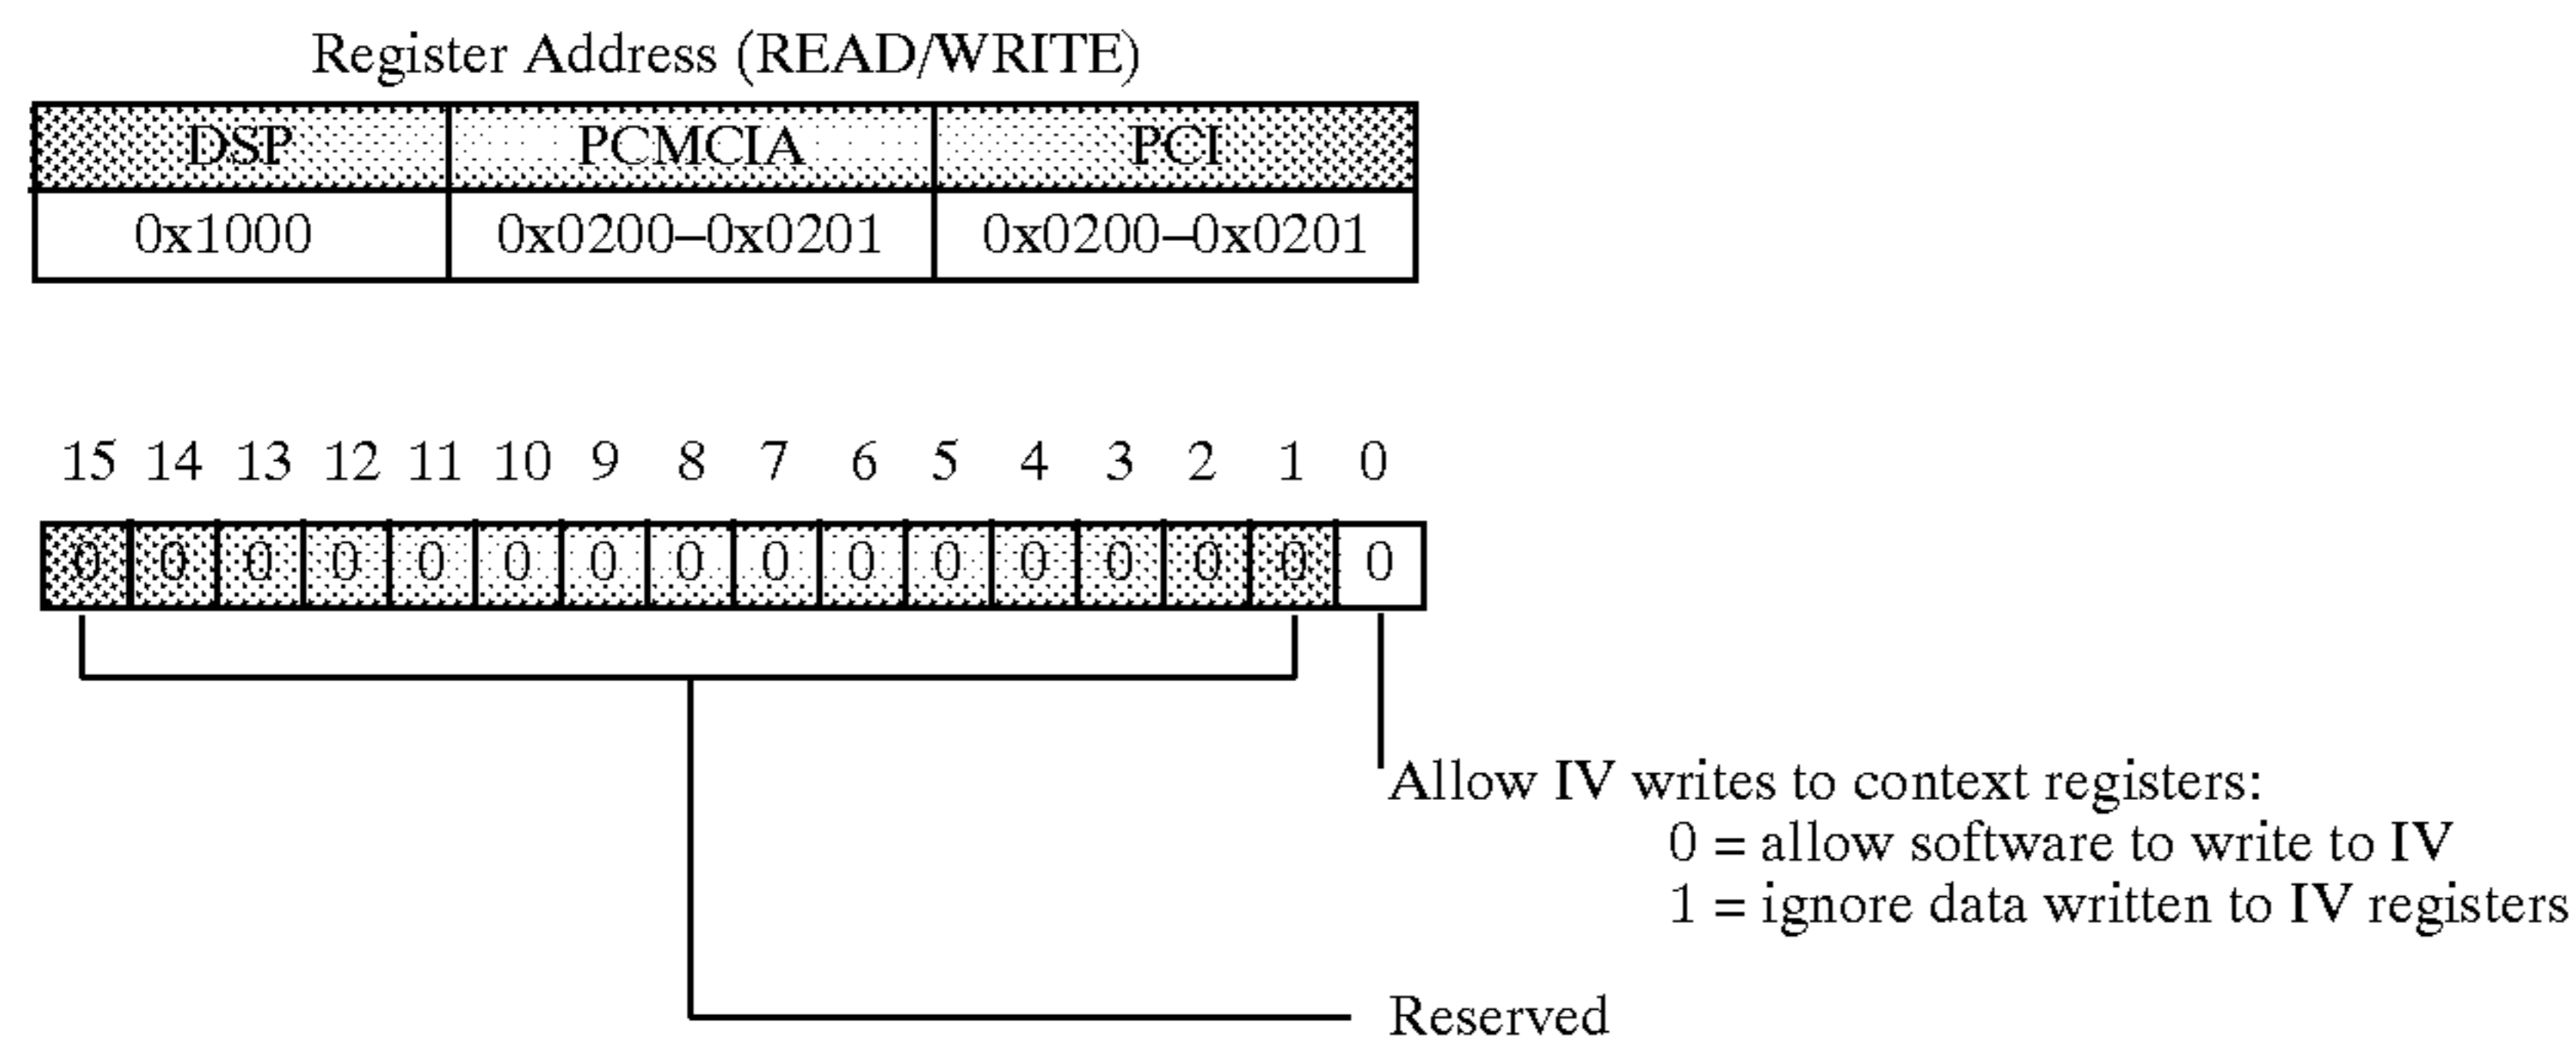 Register Address (READ/WRITE)
DSP PCMCIA PCI
0x1000 0x0200–0x0201 0x0200–0x0201
15 14 13 12 11 10 9 8 7 6 5 4 3 2 1 0
0 0 0 0 0 0 0 0 0 0 0 0 0 0 0 0
Allow IV writes to context registers:
0 = allow software to write to IV
1 = ignore data written to IV registers
Reserved